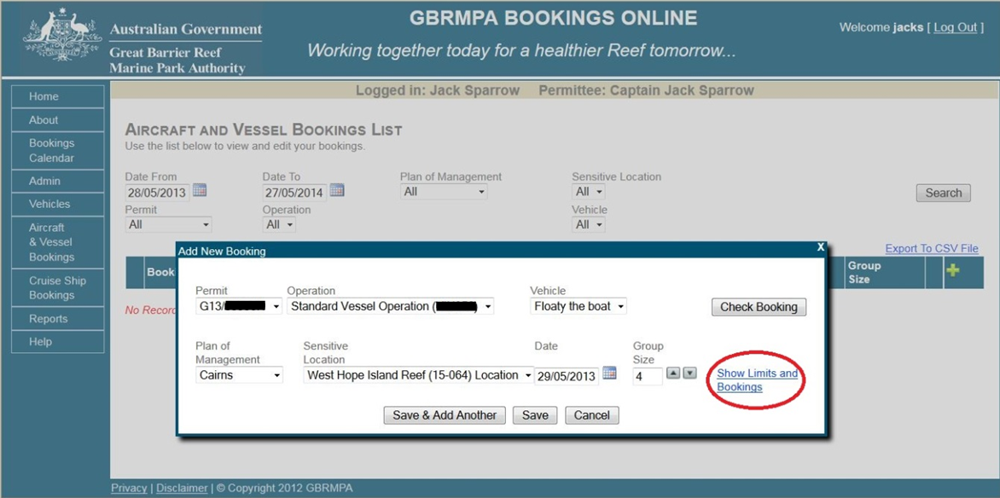 GBRMPA BOOKINGS ONLINE
Welcome jacks [ Log Out ]
Australian Government
Great Barrier Reef
Marine Park Authority
Working together today for a healthier Reef tomorrow...
Logged in: Jack Sparrow Permittee: Captain Jack Sparrow
Home
About
Bookings
Calendar
Admin
Vehicles
Aircraft
& Vessel
Bookings
Cruise Ship
Bookings
Reports
Help
AIRCRAFT AND VESSEL BOOKINGS LIST
Use the list below to view and edit your bookings.
Date From Date To Plan of Management Sensitive Location
28/05/2013 27/05/2014 All All
Search
Permit Operation Vehicle
All All All
Export To CSV File
Booki
Group
Size
No Record
Add New Booking X
Permit Operation Vehicle
G13/ Standard Vessel Operation ( ) Floaty the boat
Check Booking
Plan of
Management
Sensitive
Location
Date
Group
Size
Cairns West Hope Island Reef (15-064) Location 29/05/2013 4
Show Limits and
Bookings
Save & Add Another Save Cancel
Privacy | Disclaimer | © Copyright 2012 GBRMPA